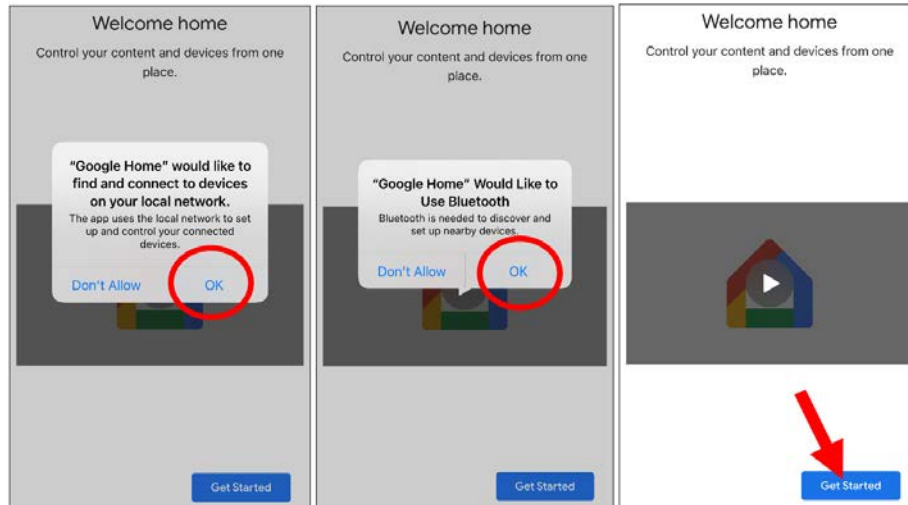 Welcome home
Control your content and devices from one
place.
"Google Home" would like to
find and connect to devices
on your local network.
The app uses the local network to set
up and control your connected
devices.
Don't Allow
OK
Get Started
Welcome home
Control your content and devices from one
place.
"Google Home" Would Like to
Use Bluetooth
Bluetooth is needed to discover and
set up nearby devices.
Don't Allow
OK
Get Started
Welcome home
Control your content and devices from one
place.
Get Started